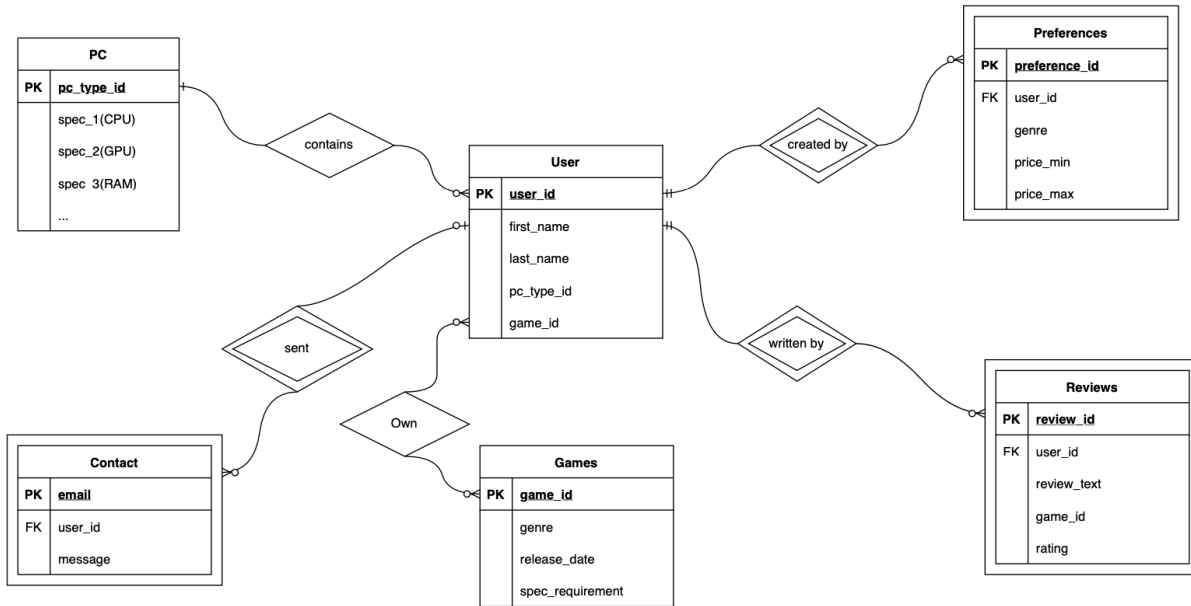 PC
PK pc_type_id
spec_1(CPU)
spec_2(GPU)
spec_3(RAM)
...
contains
User
PK user_id
first_name
last_name
pc_type_id
game_id
created by
Preferences
PK preference_id
FK user_id
genre
price_min
price_max
sent
Own
written by
Contact
PK email
FK user_id
message
Games
PK game_id
genre
release_date
spec_requirement
Reviews
PK review_id
FK user_id
review_text
game_id
rating